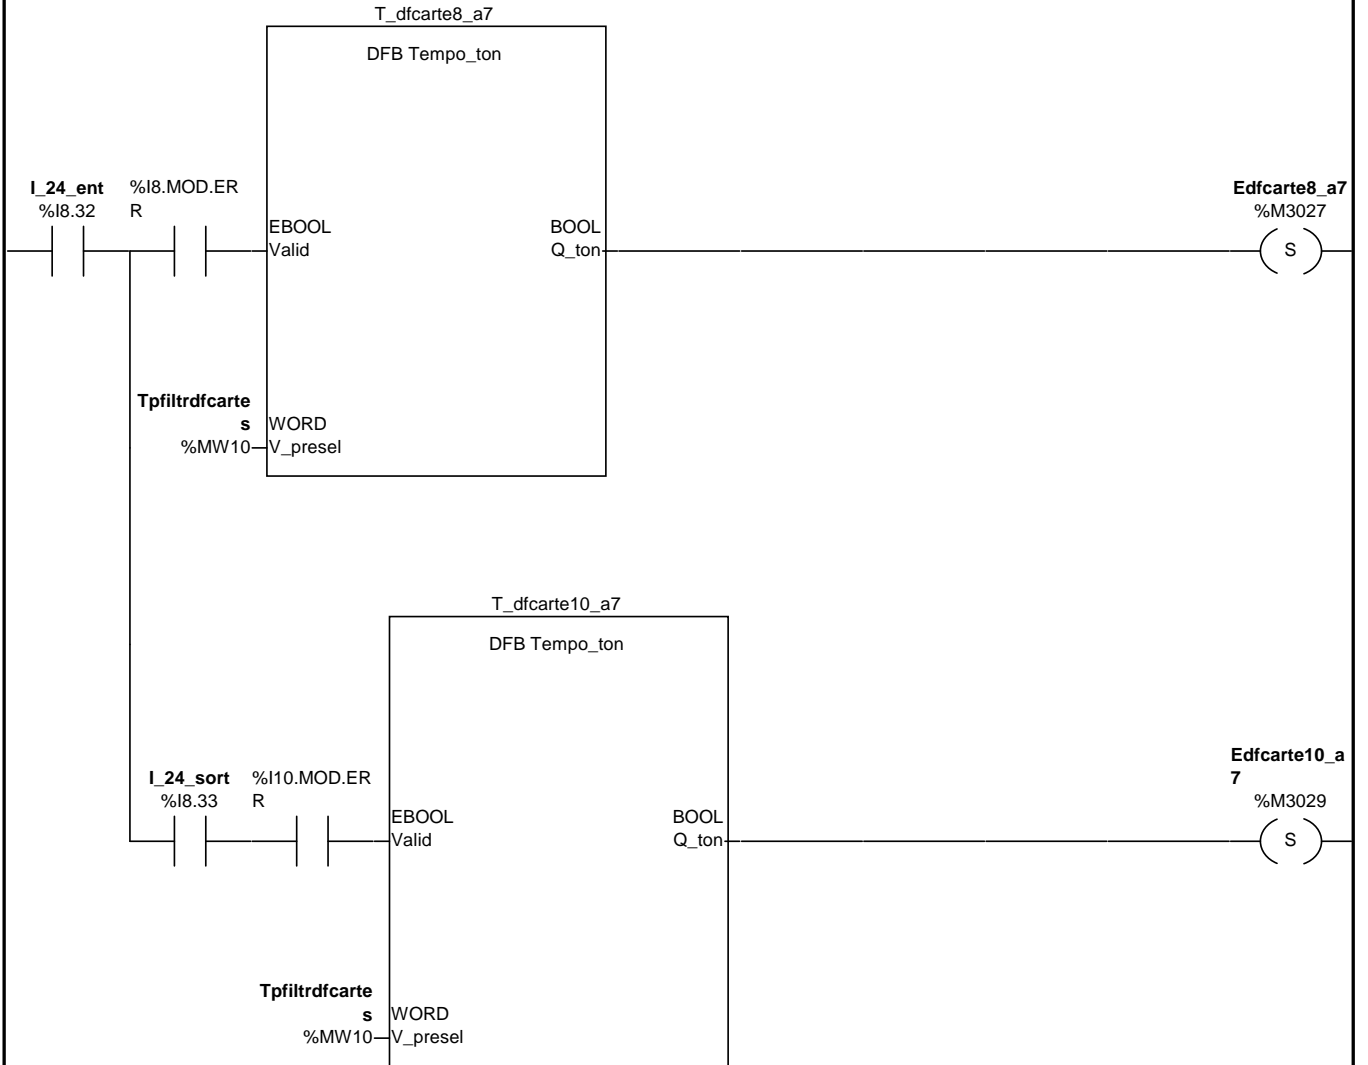 T_dfcarte8_a7
DFB Tempo_ton
I_24_ent
%I8.32
%I8.MOD.ER
R
EBOOL
Valid
BOOL
Q_ton
Edfcarte8_a7
%M3027
S
Tpfiltrdfcarte
s
%MW10
WORD
V_presel
T_dfcarte10_a7
DFB Tempo_ton
I_24_sort
%I8.33
%I10.MOD.ER
R
EBOOL
Valid
BOOL
Q_ton
Edfcarte10_a
7
%M3029
S
Tpfiltrdfcarte
s
%MW10
WORD
V_presel